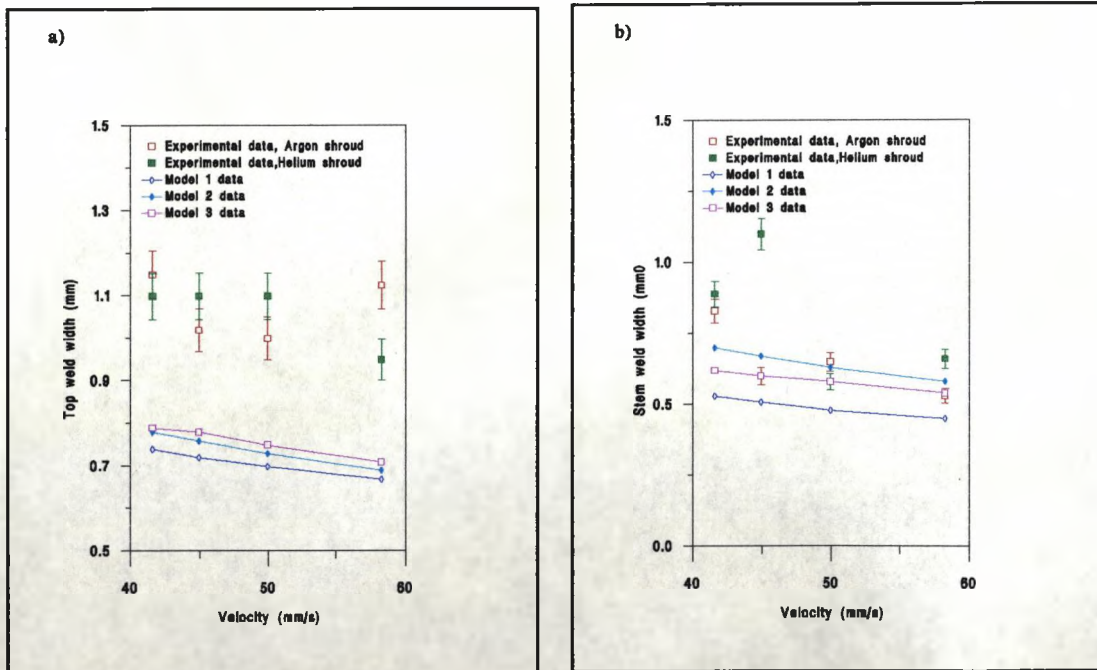 a)
Top weld width (mm)
1.5
1.3
1.1
0.9
0.7
0.5
Experimental data, Argon shroud
Experimental data,Helium shroud
Model 1 data
Model 2 data
Model 3 data
40
50
60
Velocity (mm/s)
b)
Stem weld width (mm0
1.5
1.0
0.5
0.0
Experimental data, Argon shroud
Experimental data,Helium shroud
Model 1 data
Model 2 data
Model 3 data
40
50
60
Velocity (mm/s)